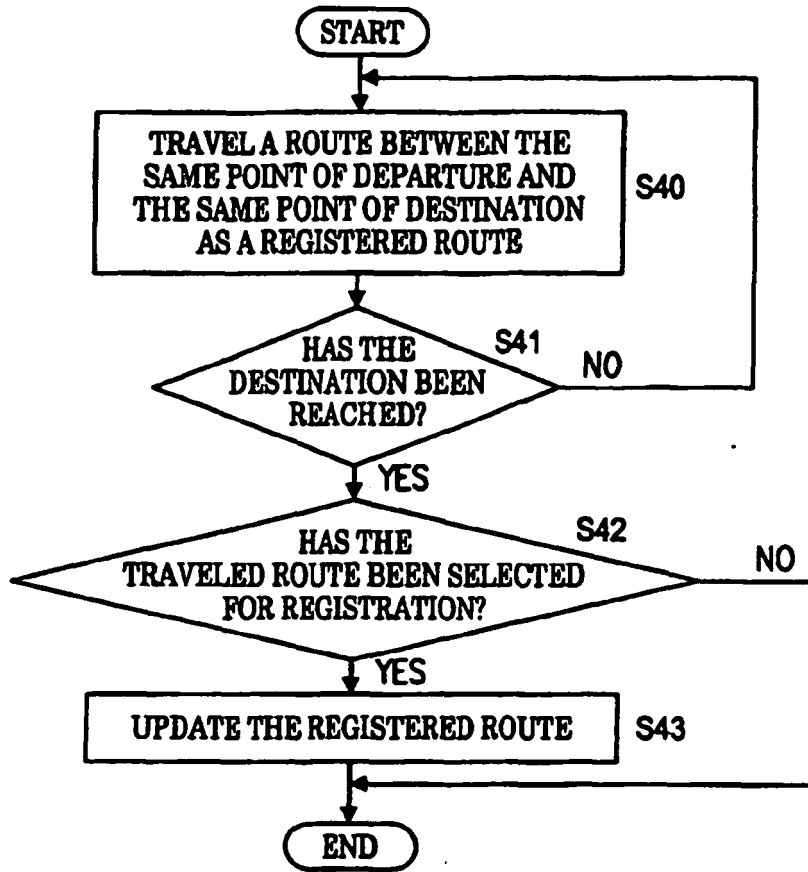 START
TRAVEL A ROUTE BETWEEN THE
SAME POINT OF DEPARTURE AND
THE SAME POINT OF DESTINATION
AS A REGISTERED ROUTE
S40
HAS THE
DESTINATION BEEN
REACHED?
S41
NO
YES
HAS THE
TRAVELED ROUTE BEEN SELECTED
FOR REGISTRATION?
S42
NO
YES
UPDATE THE REGISTERED ROUTE
S43
END